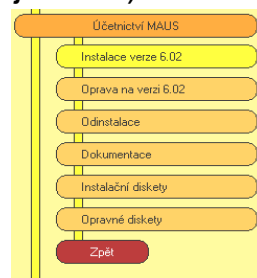 Účetnictví MAUS
Instalace verze 6.02
Oprava na verzi 6.02
Odinstalace
Dokumentace
Instalační diskety
Opravné diskety
Zpět